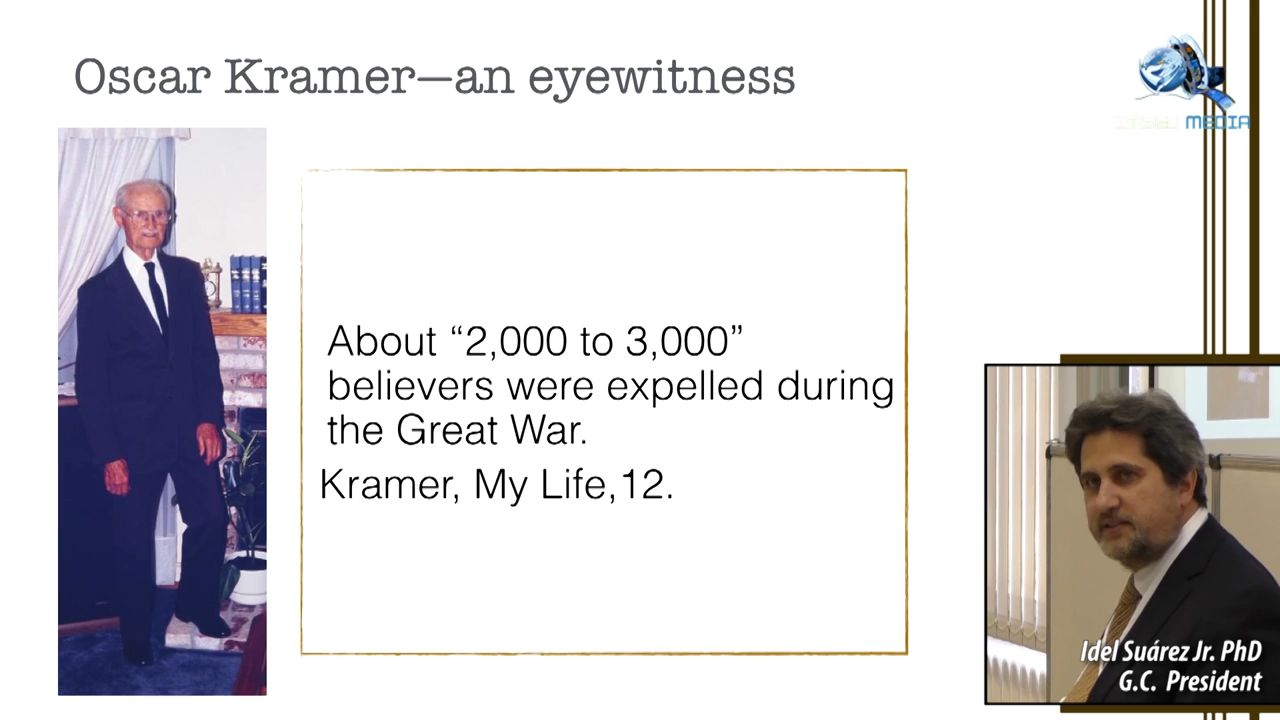 Oscar Kramer—an eyewitness
MEDIA
About “2,000 to 3,000”
believers were expelled during
the Great War.
Kramer, My Life,12.
Idel Suárez Jr. PhD
G.C. President